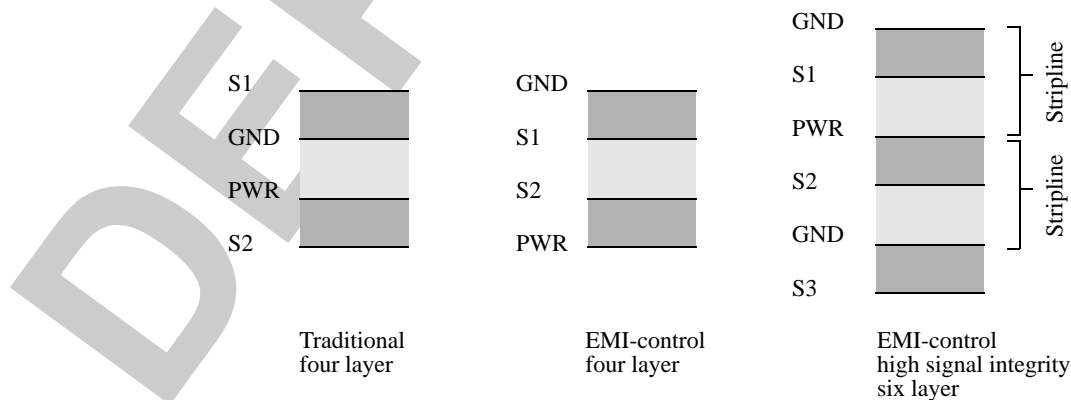 S1
GND
PWR
S2
Traditional
four layer
GND
S1
S2
PWR
EMI-control
four layer
GND
S1
PWR
S2
GND
S3
Stripline
Stripline
EMI-control
high signal integrity
six layer